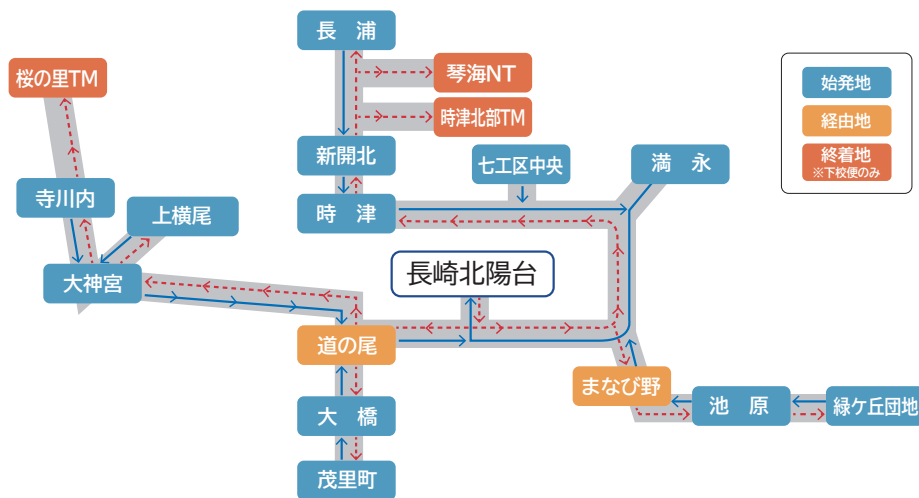 長　浦
桜の里TM
琴海NT
時津北部TM
始発地
経由地
終着地
※下校便のみ
新開北
七工区中央
満　永
寺川内
上横尾
時　津
大神宮
長崎北陽台
道の尾
まなび野
大　橋
池　原
緑ケ丘団地
茂里町